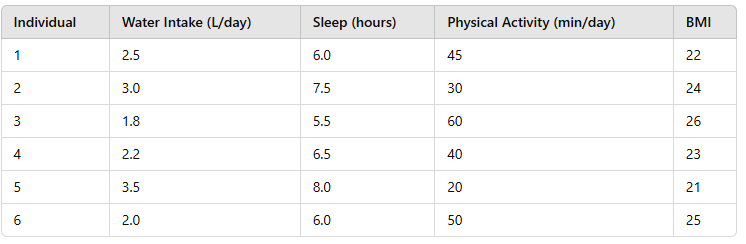 Individual Water Intake (L/day) Sleep (hours) Physical Activity (min/day) BMI
1 2.5 6.0 45 22
2 3.0 7.5 30 24
3 1.8 5.5 60 26
4 2.2 6.5 40 23
5 3.5 8.0 20 21
6 2.0 6.0 50 25